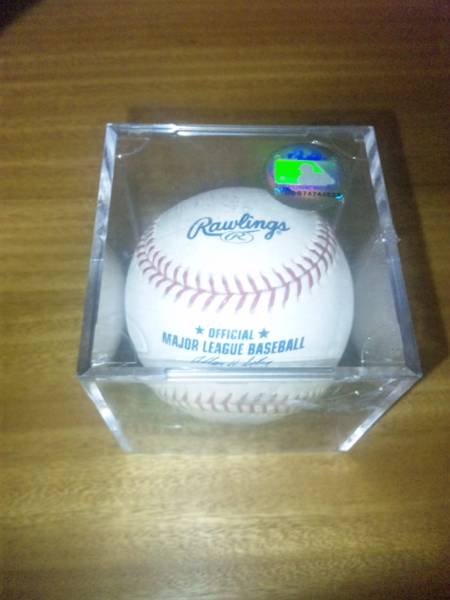 Rawlings
R
OFFICIAL
MAJOR LEAGUE BASEBALL